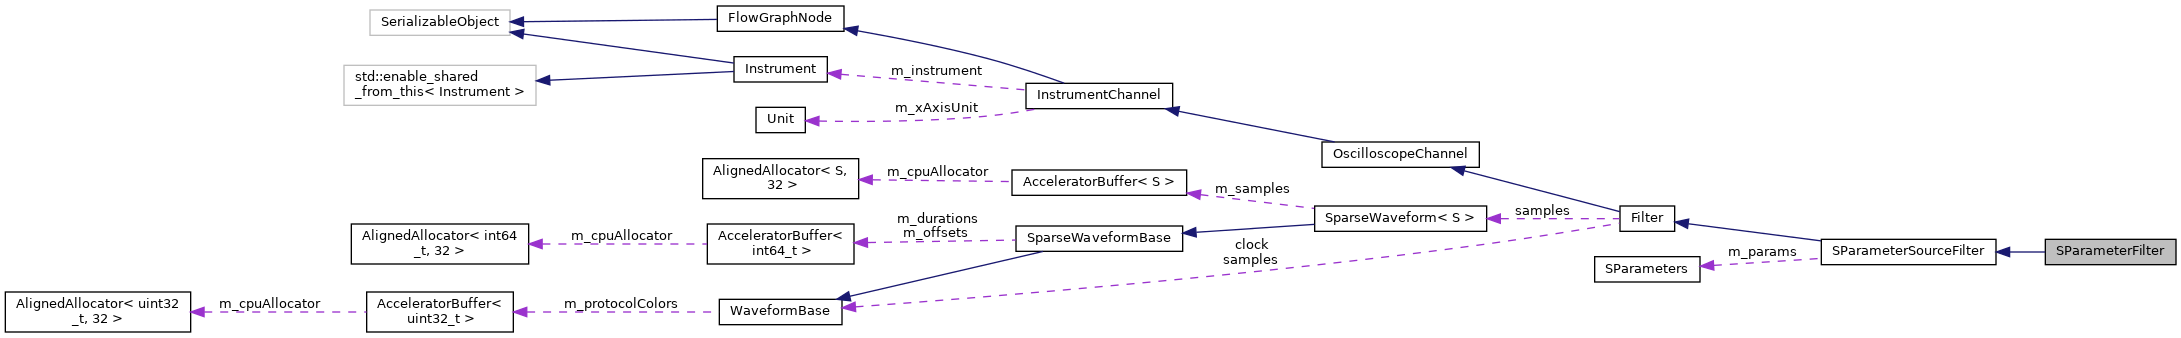 SerializableObject
FlowGraphNode
std::enable_shared
_from_this< Instrument >
Instrument
m_instrument
InstrumentChannel
Unit
m_xAxisUnit
OscilloscopeChannel
AlignedAllocator< S,
32 >
m_cpuAllocator
AcceleratorBuffer< S >
m_samples
SparseWaveform< S >
samples
Filter
AlignedAllocator< int64
_t, 32 >
m_cpuAllocator
AcceleratorBuffer<
int64_t >
m_durations
m_offsets
SparseWaveformBase
clock
samples
SParameters
m_params
SParameterSourceFilter
SParameterFilter
AlignedAllocator< uint32
_t, 32 >
m_cpuAllocator
AcceleratorBuffer<
uint32_t >
m_protocolColors
WaveformBase